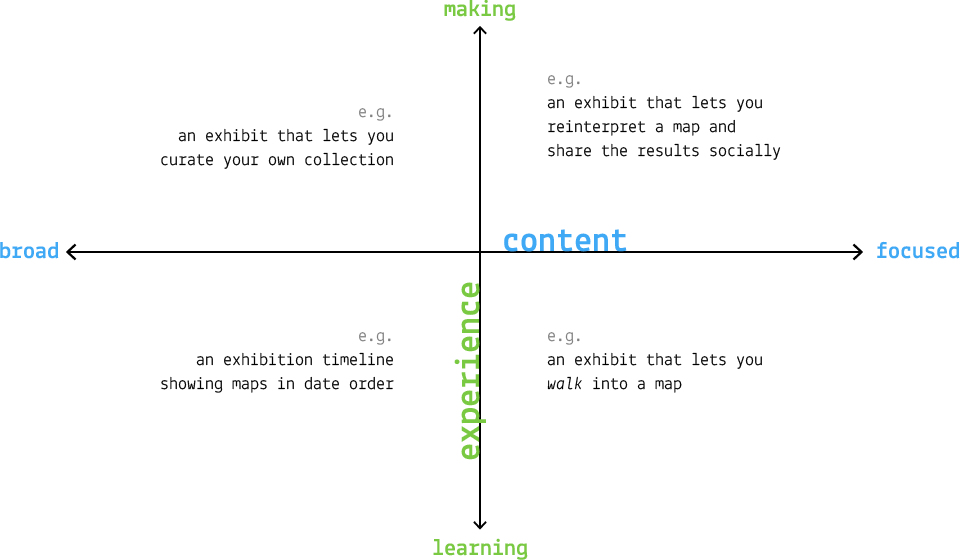 making
e.g.
an exhibit that lets you
curate your own collection
e.g.
an exhibit that lets you
reinterpret a map and
share the results socially
broad
content
focused
experience
e.g.
an exhibition timeline
showing maps in date order
e.g.
an exhibit that lets you
walk into a map
learning